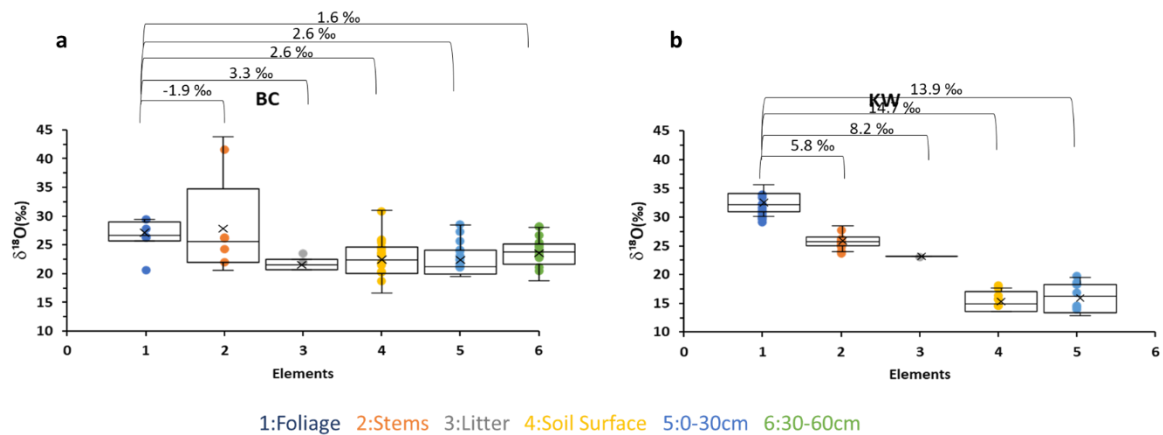 a
1.6 ‰
2.6 ‰
2.6 ‰
3.3 ‰
-1.9 ‰
BC
δ¹⁸O(‰)
45
40
35
30
25
20
15
10
0 1 2 3 4 5 6
Elements
b
13.9 ‰
KW
14.7 ‰
8.2 ‰
5.8 ‰
δ¹⁸O(‰)
45
40
35
30
25
20
15
10
0 1 2 3 4 5 6
Elements
1:Foliage 2:Stems 3:Litter 4:Soil Surface 5:0-30cm 6:30-60cm